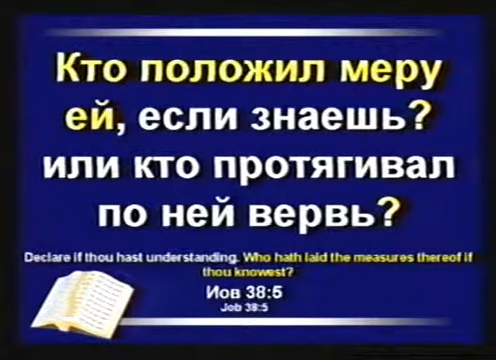 Кто положил меру
ей, если знаешь?
или кто протягивал
по ней вервь?
Declare if thou hast understanding. Who hath laid the measures thereof if
thou knowest?
Иов 38:5
Job 38:5